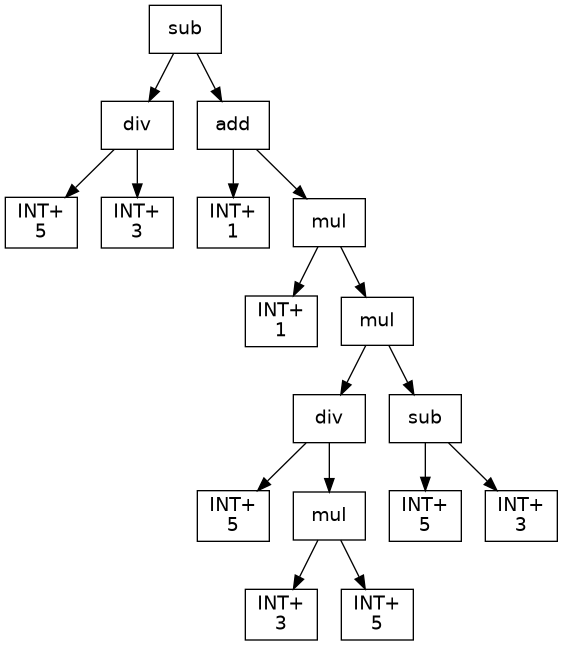 sub
div
add
INT+
5
INT+
3
INT+
1
mul
INT+
1
mul
div
sub
INT+
5
mul
INT+
5
INT+
3
INT+
3
INT+
5